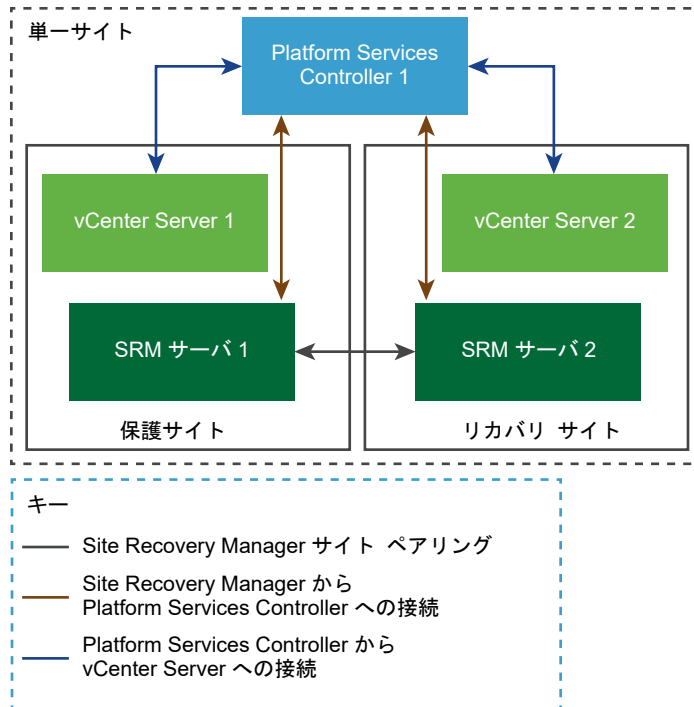 単一サイト
Platform Services
Controller 1
vCenter Server 1
vCenter Server 2
SRM サーバ 1
SRM サーバ 2
保護サイト
リカバリ サイト
キー
Site Recovery Manager サイト ペアリング
Site Recovery Manager から
Platform Services Controller への接続
Platform Services Controller から
vCenter Server への接続